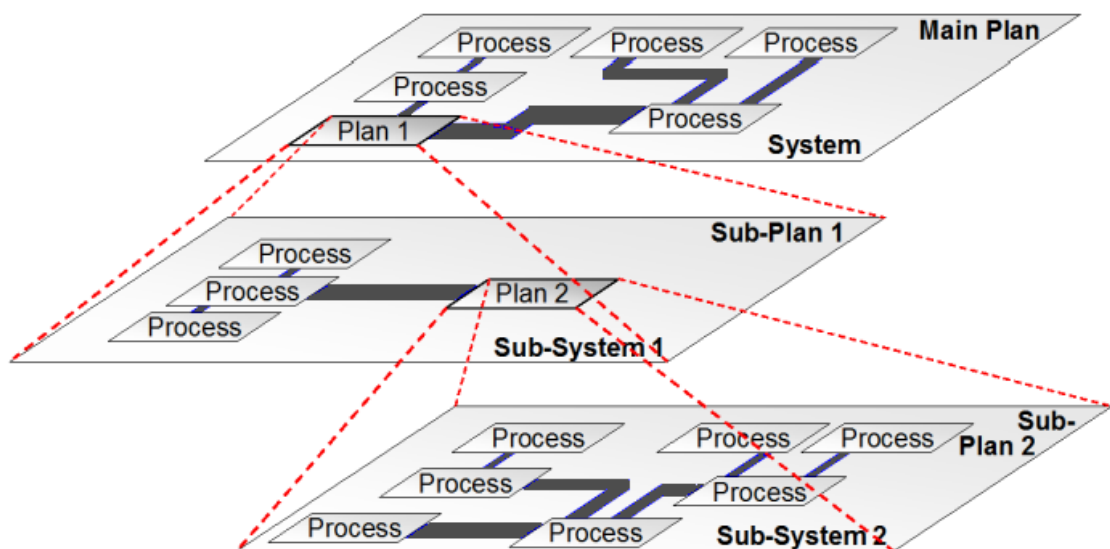 Main Plan
Process
Process
Process
Process
Process
Plan 1
System
Sub-Plan 1
Process
Process
Plan 2
Process
Sub-System 1
Sub-
Plan 2
Process
Process
Process
Process
Process
Process
Process
Sub-System 2